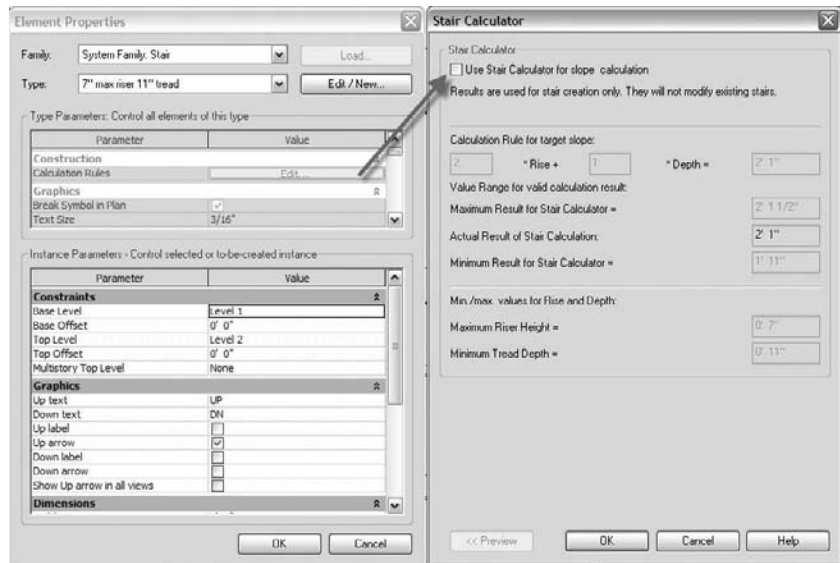 Element Properties
Family: System Family: Stair Load...
Type: 7" max riser 11" tread Edit / New...
Type Parameters: Control all elements of this type
Parameter Value
Construction
Calculation Rules Edit...
Graphics
Break Symbol in Plan
Text Size 3/16"
Instance Parameters - Control selected or to-be-created instance
Parameter Value
Constraints
Base Level Level 1
Base Offset 0' 0"
Top Level Level 2
Top Offset 0' 0"
Multistory Top Level None
Graphics
Up text UP
Down text DN
Up label
Up arrow
Down label
Down arrow
Show Up arrow in all views
Dimensions
OK Cancel
Stair Calculator
Stair Calculator
Use Stair Calculator for slope calculation
Results are used for stair creation only. They will not modify existing stairs.
Calculation Rule for target slope:
2 * Rise + 1 * Depth = 2' 1"
Value Range for valid calculation result:
Maximum Result for Stair Calculator = 2' 1 1/2"
Actual Result of Stair Calculation: 2' 1"
Minimum Result for Stair Calculator = 1' 11"
Min./max. values for Rise and Depth:
Maximum Riser Height = 0' 7"
Minimum Tread Depth = 0' 11"
<< Preview OK Cancel Help